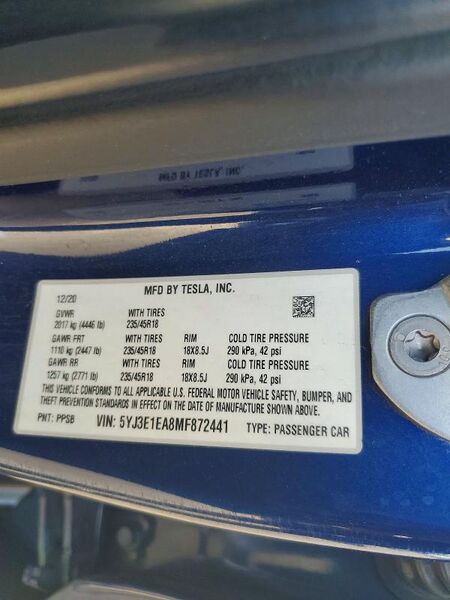 MFD BY TESLA, INC.
12/20 MFD BY TESLA, INC.
GVWR WITH TIRES
2017 kg (4446 lb) 235/45R18
GAWR FRT WITH TIRES RIM COLD TIRE PRESSURE
1110 kg (2447 lb) 235/45R18 18X8.5J 290 kPa, 42 psi
GAWR RR WITH TIRES RIM COLD TIRE PRESSURE
1257 kg (2771 lb) 235/45R18 18X8.5J 290 kPa, 42 psi
THIS VEHICLE CONFORMS TO ALL APPLICABLE U.S. FEDERAL MOTOR VEHICLE SAFETY, BUMPER, AND
THEFT PREVENTION STANDARDS IN EFFECT ON THE DATE OF MANUFACTURE SHOWN ABOVE.
PNT: PPSB VIN: 5YJ3E1EA8MF872441 TYPE: PASSENGER CAR